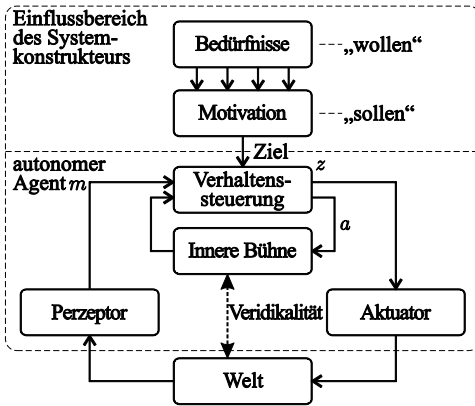 Einflussbereich
des System-
konstrukteurs
Bedürfnisse
„wollen“
Motivation
„sollen“
Ziel
autonomer
Agent m
Verhaltens-
steuerung
z
a
Innere Bühne
Perzeptor
Veridikalität
Aktuator
Welt